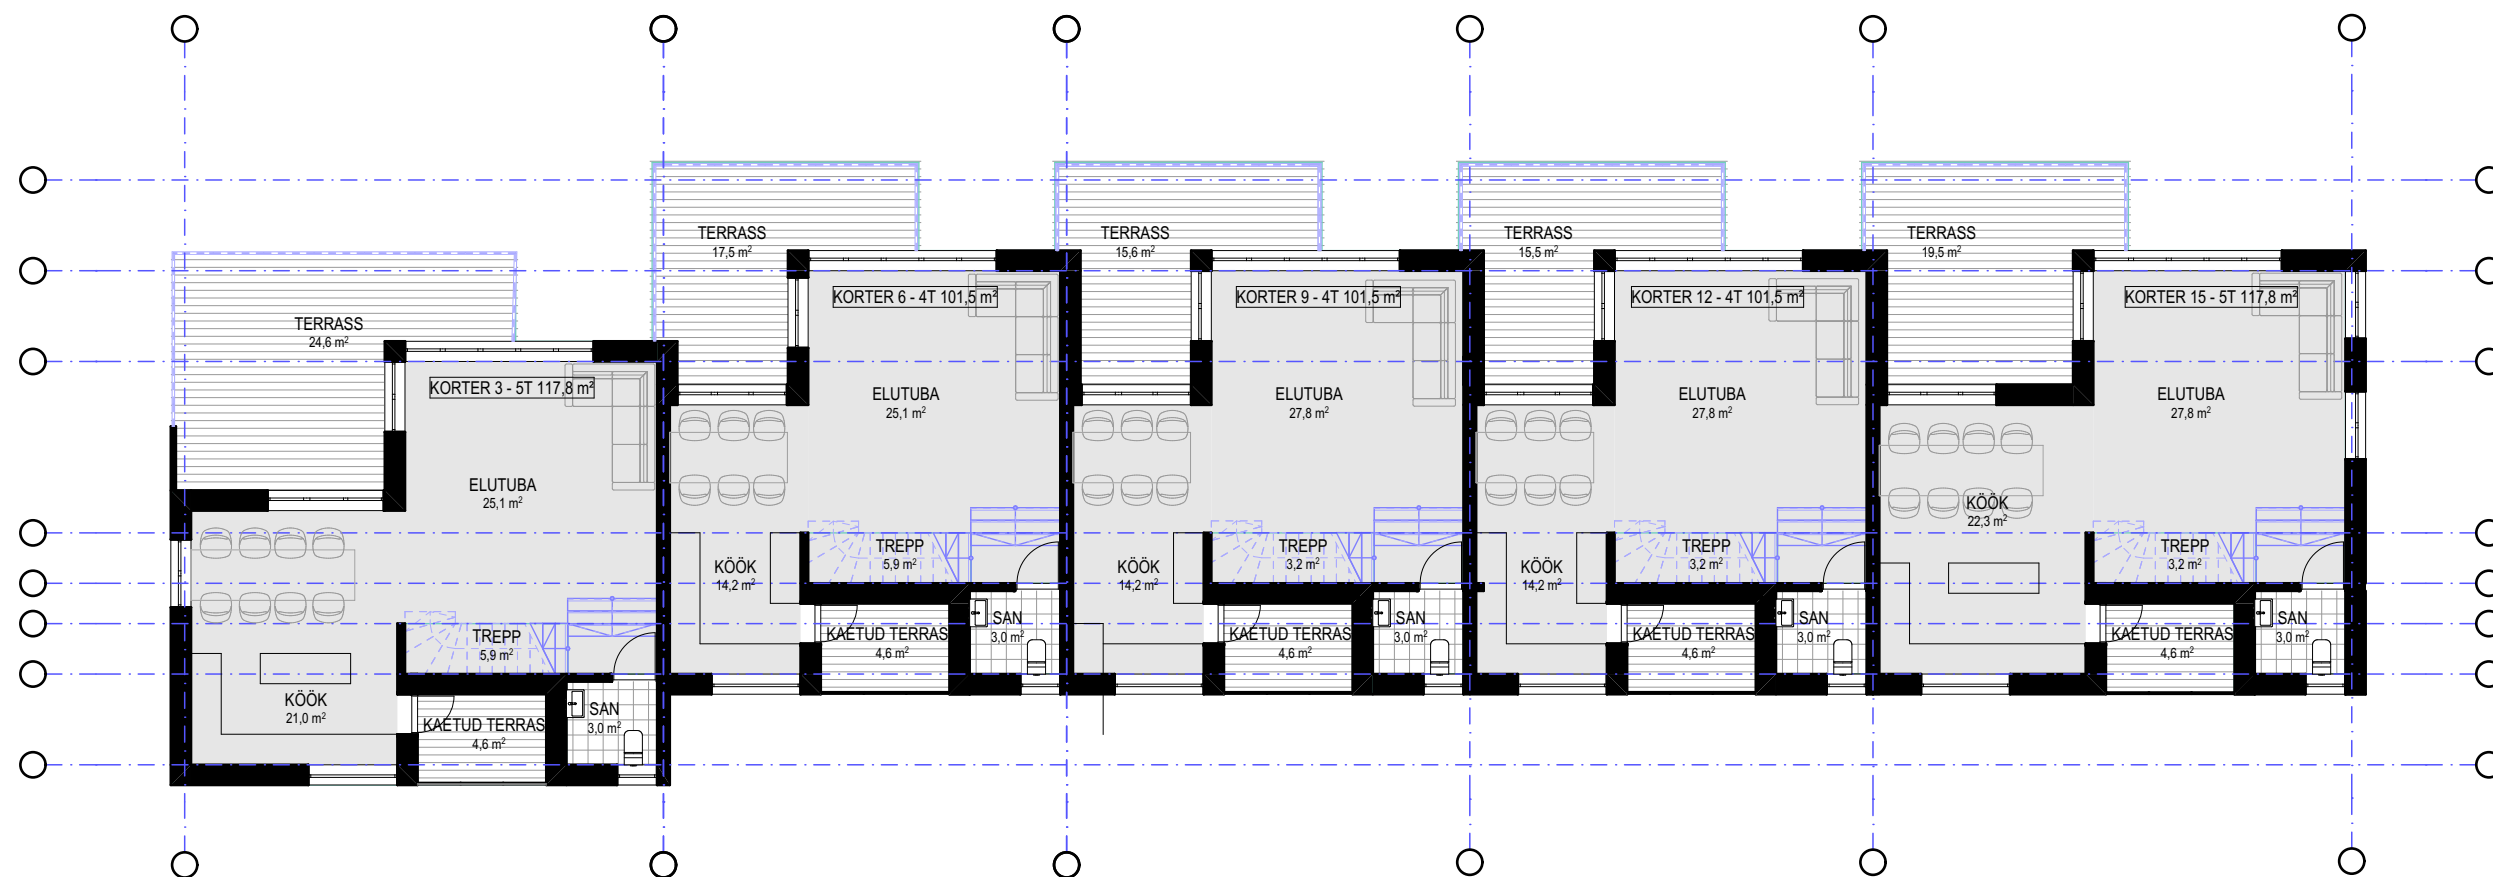 TERRASS
24,6 m²
KORTER 3 - 5T 117,8 m²
ELUTUBA
25,1 m²
TREPP
5,9 m²
KÖÖK
21,0 m²
KAETUD TERRAS
4,6 m²
SAN
3,0 m²
TERRASS
17,5 m²
KORTER 6 - 4T 101,5 m²
ELUTUBA
25,1 m²
TREPP
5,9 m²
KÖÖK
14,2 m²
KAETUD TERRAS
4,6 m²
SAN
3,0 m²
TERRASS
15,6 m²
KORTER 9 - 4T 101,5 m²
ELUTUBA
27,8 m²
TREPP
3,2 m²
KÖÖK
14,2 m²
KAETUD TERRAS
4,6 m²
SAN
3,0 m²
TERRASS
15,5 m²
KORTER 12 - 4T 101,5 m²
ELUTUBA
27,8 m²
TREPP
3,2 m²
KÖÖK
14,2 m²
KAETUD TERRAS
4,6 m²
SAN
3,0 m²
TERRASS
19,5 m²
KORTER 15 - 5T 117,8 m²
ELUTUBA
27,8 m²
KÖÖK
22,3 m²
TREPP
3,2 m²
KAETUD TERRAS
4,6 m²
SAN
3,0 m²